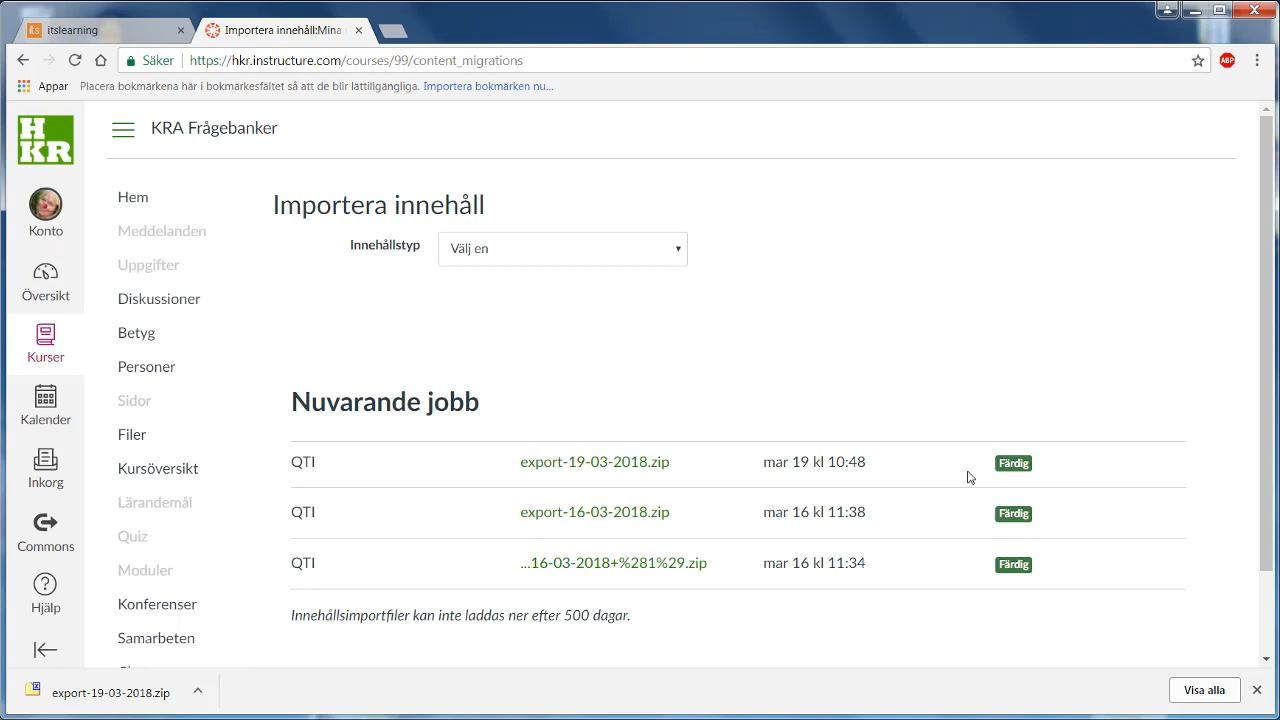 itslearning
Importera innehåll:Mina
Säker
https://hkr.instructure.com/courses/99/content_migrations
ABP
Appar
Placera bokmärkena här i bokmärkesfältet så att de blir lättillgängliga. Importera bokmärken nu...
H
KR
KRA Frågebanker
Konto
Översikt
Kurser
Kalender
Inkorg
Commons
Hjälp
Hem
Meddelanden
Uppgifter
Diskussioner
Betyg
Personer
Sidor
Filer
Kursöversikt
Lärandemål
Quiz
Moduler
Konferenser
Samarbeten
Importera innehåll
Innehållstyp
Välj en
Nuvarande jobb
QTI export-19-03-2018.zip mar 19 kl 10:48 Färdig
QTI export-16-03-2018.zip mar 16 kl 11:38 Färdig
QTI ...16-03-2018+%281%29.zip mar 16 kl 11:34 Färdig
Innehållsimportfiler kan inte laddas ner efter 500 dagar.
export-19-03-2018.zip
Visa alla